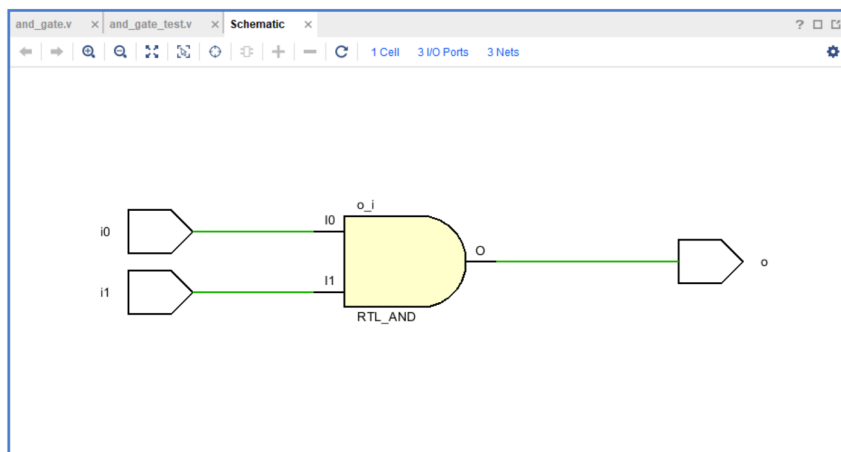 and_gate.v × and_gate_test.v × Schematic ×
?
1 Cell 3 I/O Ports 3 Nets
o_i
i0 I0 O o
i1 I1
RTL_AND